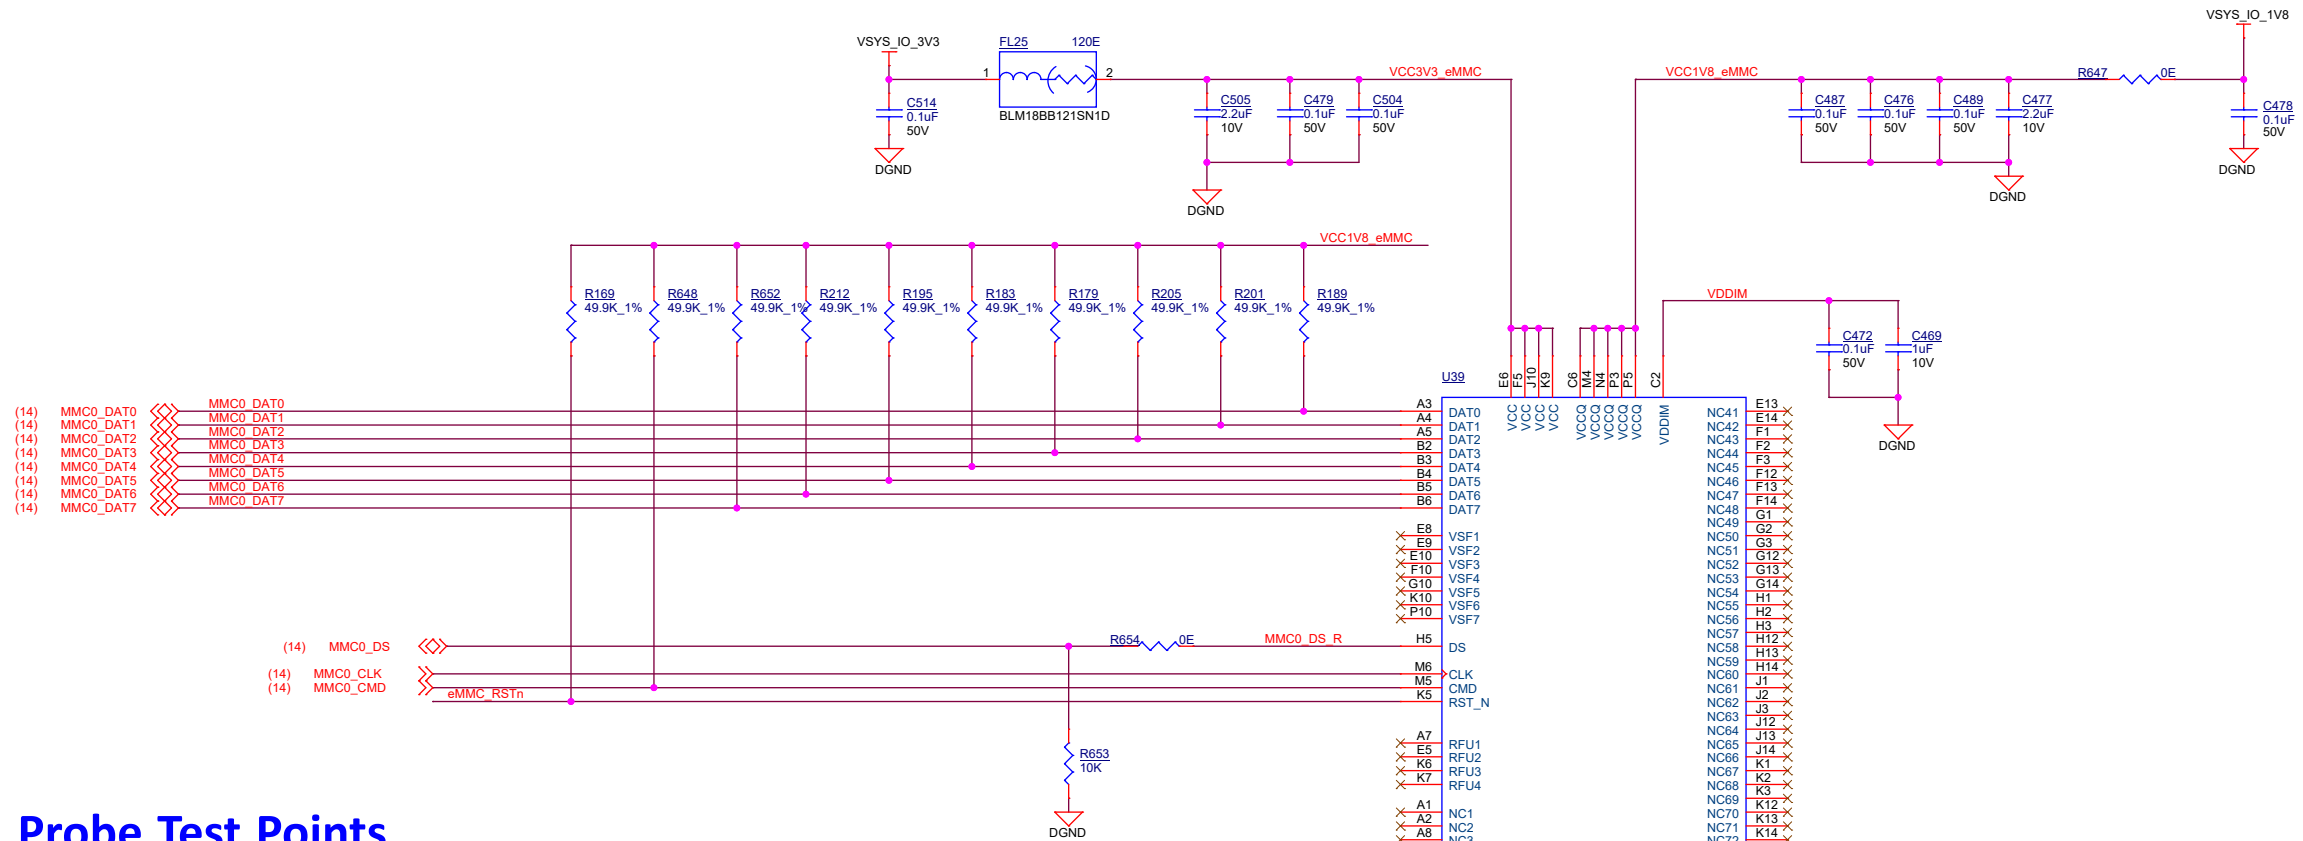 VSYS_IO_3V3
FL25 120E
1 2
BLM18BB121SN1D
C514
0.1uF
50V
DGND
C505
2.2uF
10V
C479
0.1uF
50V
C504
0.1uF
50V
DGND
VCC3V3_eMMC
VSYS_IO_1V8
VCC1V8_eMMC
C487
0.1uF
50V
C476
0.1uF
50V
C489
0.1uF
50V
C477
2.2uF
10V
DGND
R647 0E
C478
0.1uF
50V
DGND
VCC1V8_eMMC
R169
49.9K_1%
R648
49.9K_1%
R652
49.9K_1%
R212
49.9K_1%
R195
49.9K_1%
R183
49.9K_1%
R179
49.9K_1%
R205
49.9K_1%
R201
49.9K_1%
R189
49.9K_1%
VDDIM
C472
0.1uF
50V
C469
1uF
10V
DGND
U39
E6 F5 J10 K9 C6 M4 N4 P3 P5 C2
VCC VCC VCC VCC VCCQ VCCQ VCCQ VCCQ VCCQ VDDIM
(14) MMC0_DAT0 MMC0_DAT0 A3 DAT0
(14) MMC0_DAT1 MMC0_DAT1 A4 DAT1
(14) MMC0_DAT2 MMC0_DAT2 A5 DAT2
(14) MMC0_DAT3 MMC0_DAT3 B2 DAT3
(14) MMC0_DAT4 MMC0_DAT4 B3 DAT4
(14) MMC0_DAT5 MMC0_DAT5 B4 DAT5
(14) MMC0_DAT6 MMC0_DAT6 B5 DAT6
(14) MMC0_DAT7 MMC0_DAT7 B6 DAT7
E8 VSF1
E9 VSF2
E10 VSF3
F10 VSF4
G10 VSF5
K10 VSF6
P10 VSF7
(14) MMC0_DS R654 0E MMC0_DS_R H5 DS
(14) MMC0_CLK M6 CLK
(14) MMC0_CMD M5 CMD
eMMC_RSTn K5 RST_N
R653
10K
DGND
A7 RFU1
E5 RFU2
K6 RFU3
K7 RFU4
A1 NC1
A2 NC2
A8 NC3
NC41 E13
NC42 E14
NC43 F1
NC44 F2
NC45 F3
NC46 F12
NC47 F13
NC48 F14
NC49 G1
NC50 G2
NC51 G3
NC52 G12
NC53 G13
NC54 G14
NC55 H1
NC56 H2
NC57 H3
NC58 H12
NC59 H13
NC60 H14
NC61 J1
NC62 J2
NC63 J3
NC64 J12
NC65 J13
NC66 J14
NC67 K1
NC68 K2
NC69 K3
NC70 K12
NC71 K13
NC72 K14
Probe Test Points